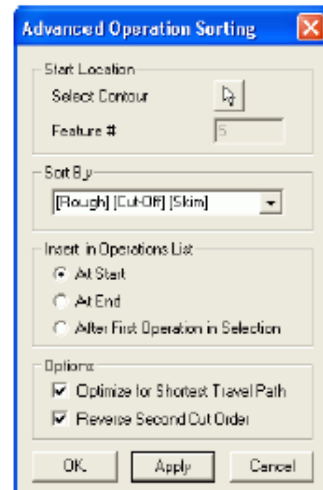 Advanced Operation Sorting
Start Location
Select Contour
Feature #
5
Sort By
[Rough] [Cut-Off] [Skim]
Insert in Operations List
At Start
At End
After First Operation in Selection
Options
Optimize for Shortest Travel Path
Reverse Second Cut Order
OK
Apply
Cancel